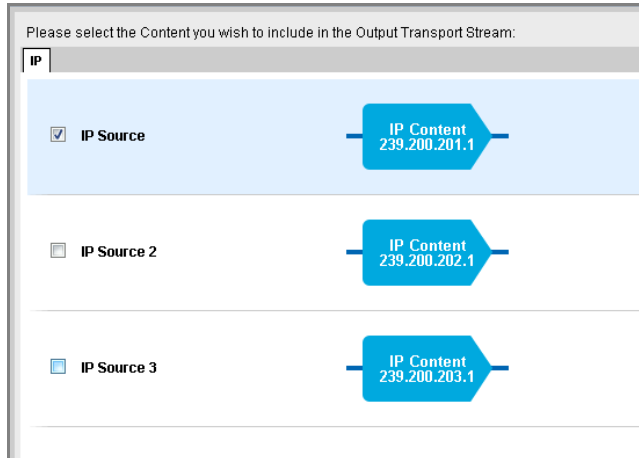 Please select the Content you wish to include in the Output Transport Stream:
IP
IP Source
IP Content
239.200.201.1
IP Source 2
IP Content
239.200.202.1
IP Source 3
IP Content
239.200.203.1